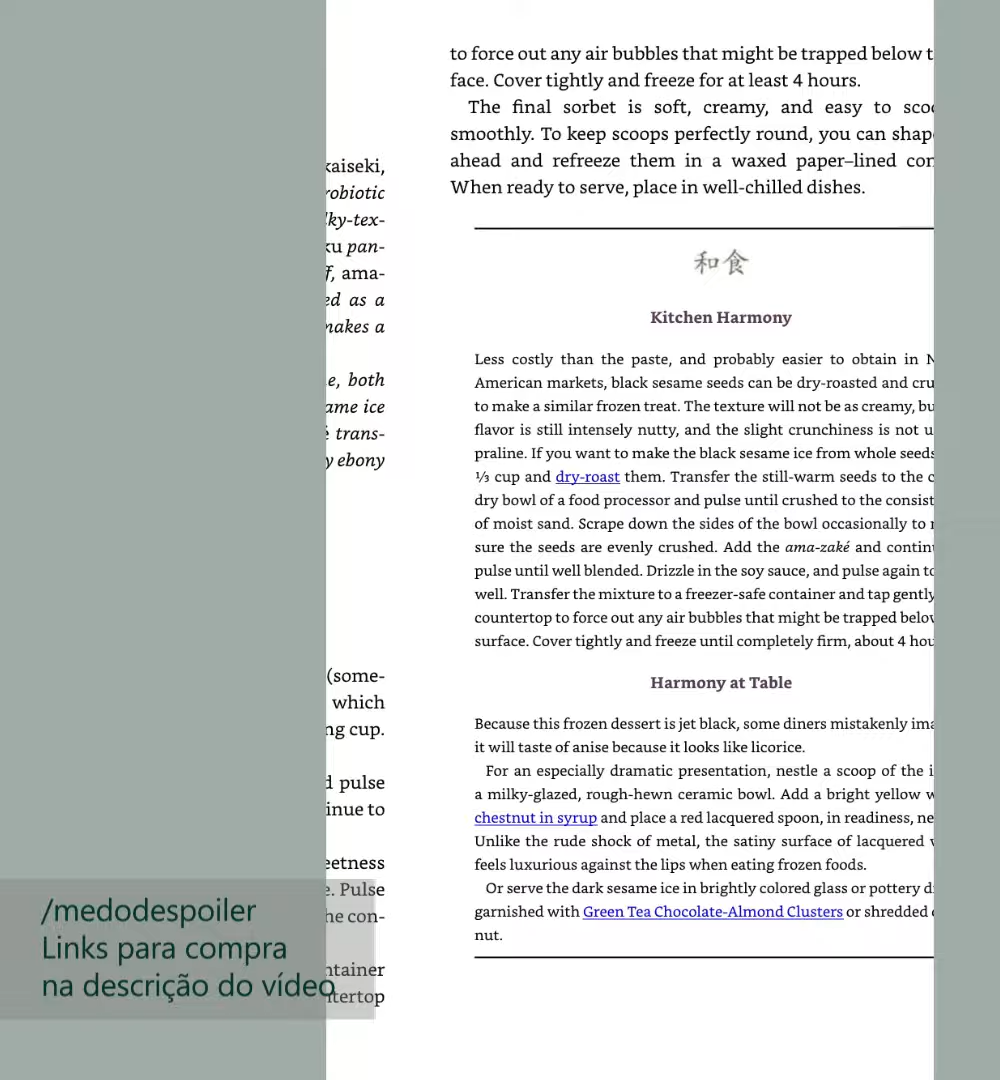 kaiseki,
robiotic
ky-tex-
ku pan-
f, ama-
ed as a
makes a
e, both
ame ice
trans-
y ebony
(some-
which
ng cup.
d pulse
inue to
eetness
e. Pulse
he con-
ntainer
ntertop
to force out any air bubbles that might be trapped below t
face. Cover tightly and freeze for at least 4 hours.
The final sorbet is soft, creamy, and easy to scoo
smoothly. To keep scoops perfectly round, you can shap
ahead and refreeze them in a waxed paper–lined con
When ready to serve, place in well-chilled dishes.
和食
Kitchen Harmony
Less costly than the paste, and probably easier to obtain in N
American markets, black sesame seeds can be dry-roasted and cru
to make a similar frozen treat. The texture will not be as creamy, bu
flavor is still intensely nutty, and the slight crunchiness is not u
praline. If you want to make the black sesame ice from whole seeds
⅓ cup and dry-roast them. Transfer the still-warm seeds to the c
dry bowl of a food processor and pulse until crushed to the consist
of moist sand. Scrape down the sides of the bowl occasionally to
sure the seeds are evenly crushed. Add the ama-zaké and contin
pulse until well blended. Drizzle in the soy sauce, and pulse again to
well. Transfer the mixture to a freezer-safe container and tap gently
countertop to force out any air bubbles that might be trapped below
surface. Cover tightly and freeze until completely firm, about 4 hou
Harmony at Table
Because this frozen dessert is jet black, some diners mistakenly ima
it will taste of anise because it looks like licorice.
For an especially dramatic presentation, nestle a scoop of the i
a milky-glazed, rough-hewn ceramic bowl. Add a bright yellow w
chestnut in syrup and place a red lacquered spoon, in readiness, ne
Unlike the rude shock of metal, the satiny surface of lacquered
feels luxurious against the lips when eating frozen foods.
Or serve the dark sesame ice in brightly colored glass or pottery d
garnished with Green Tea Chocolate-Almond Clusters or shredded
nut.
/medodespoiler
Links para compra
na descrição do vídeo